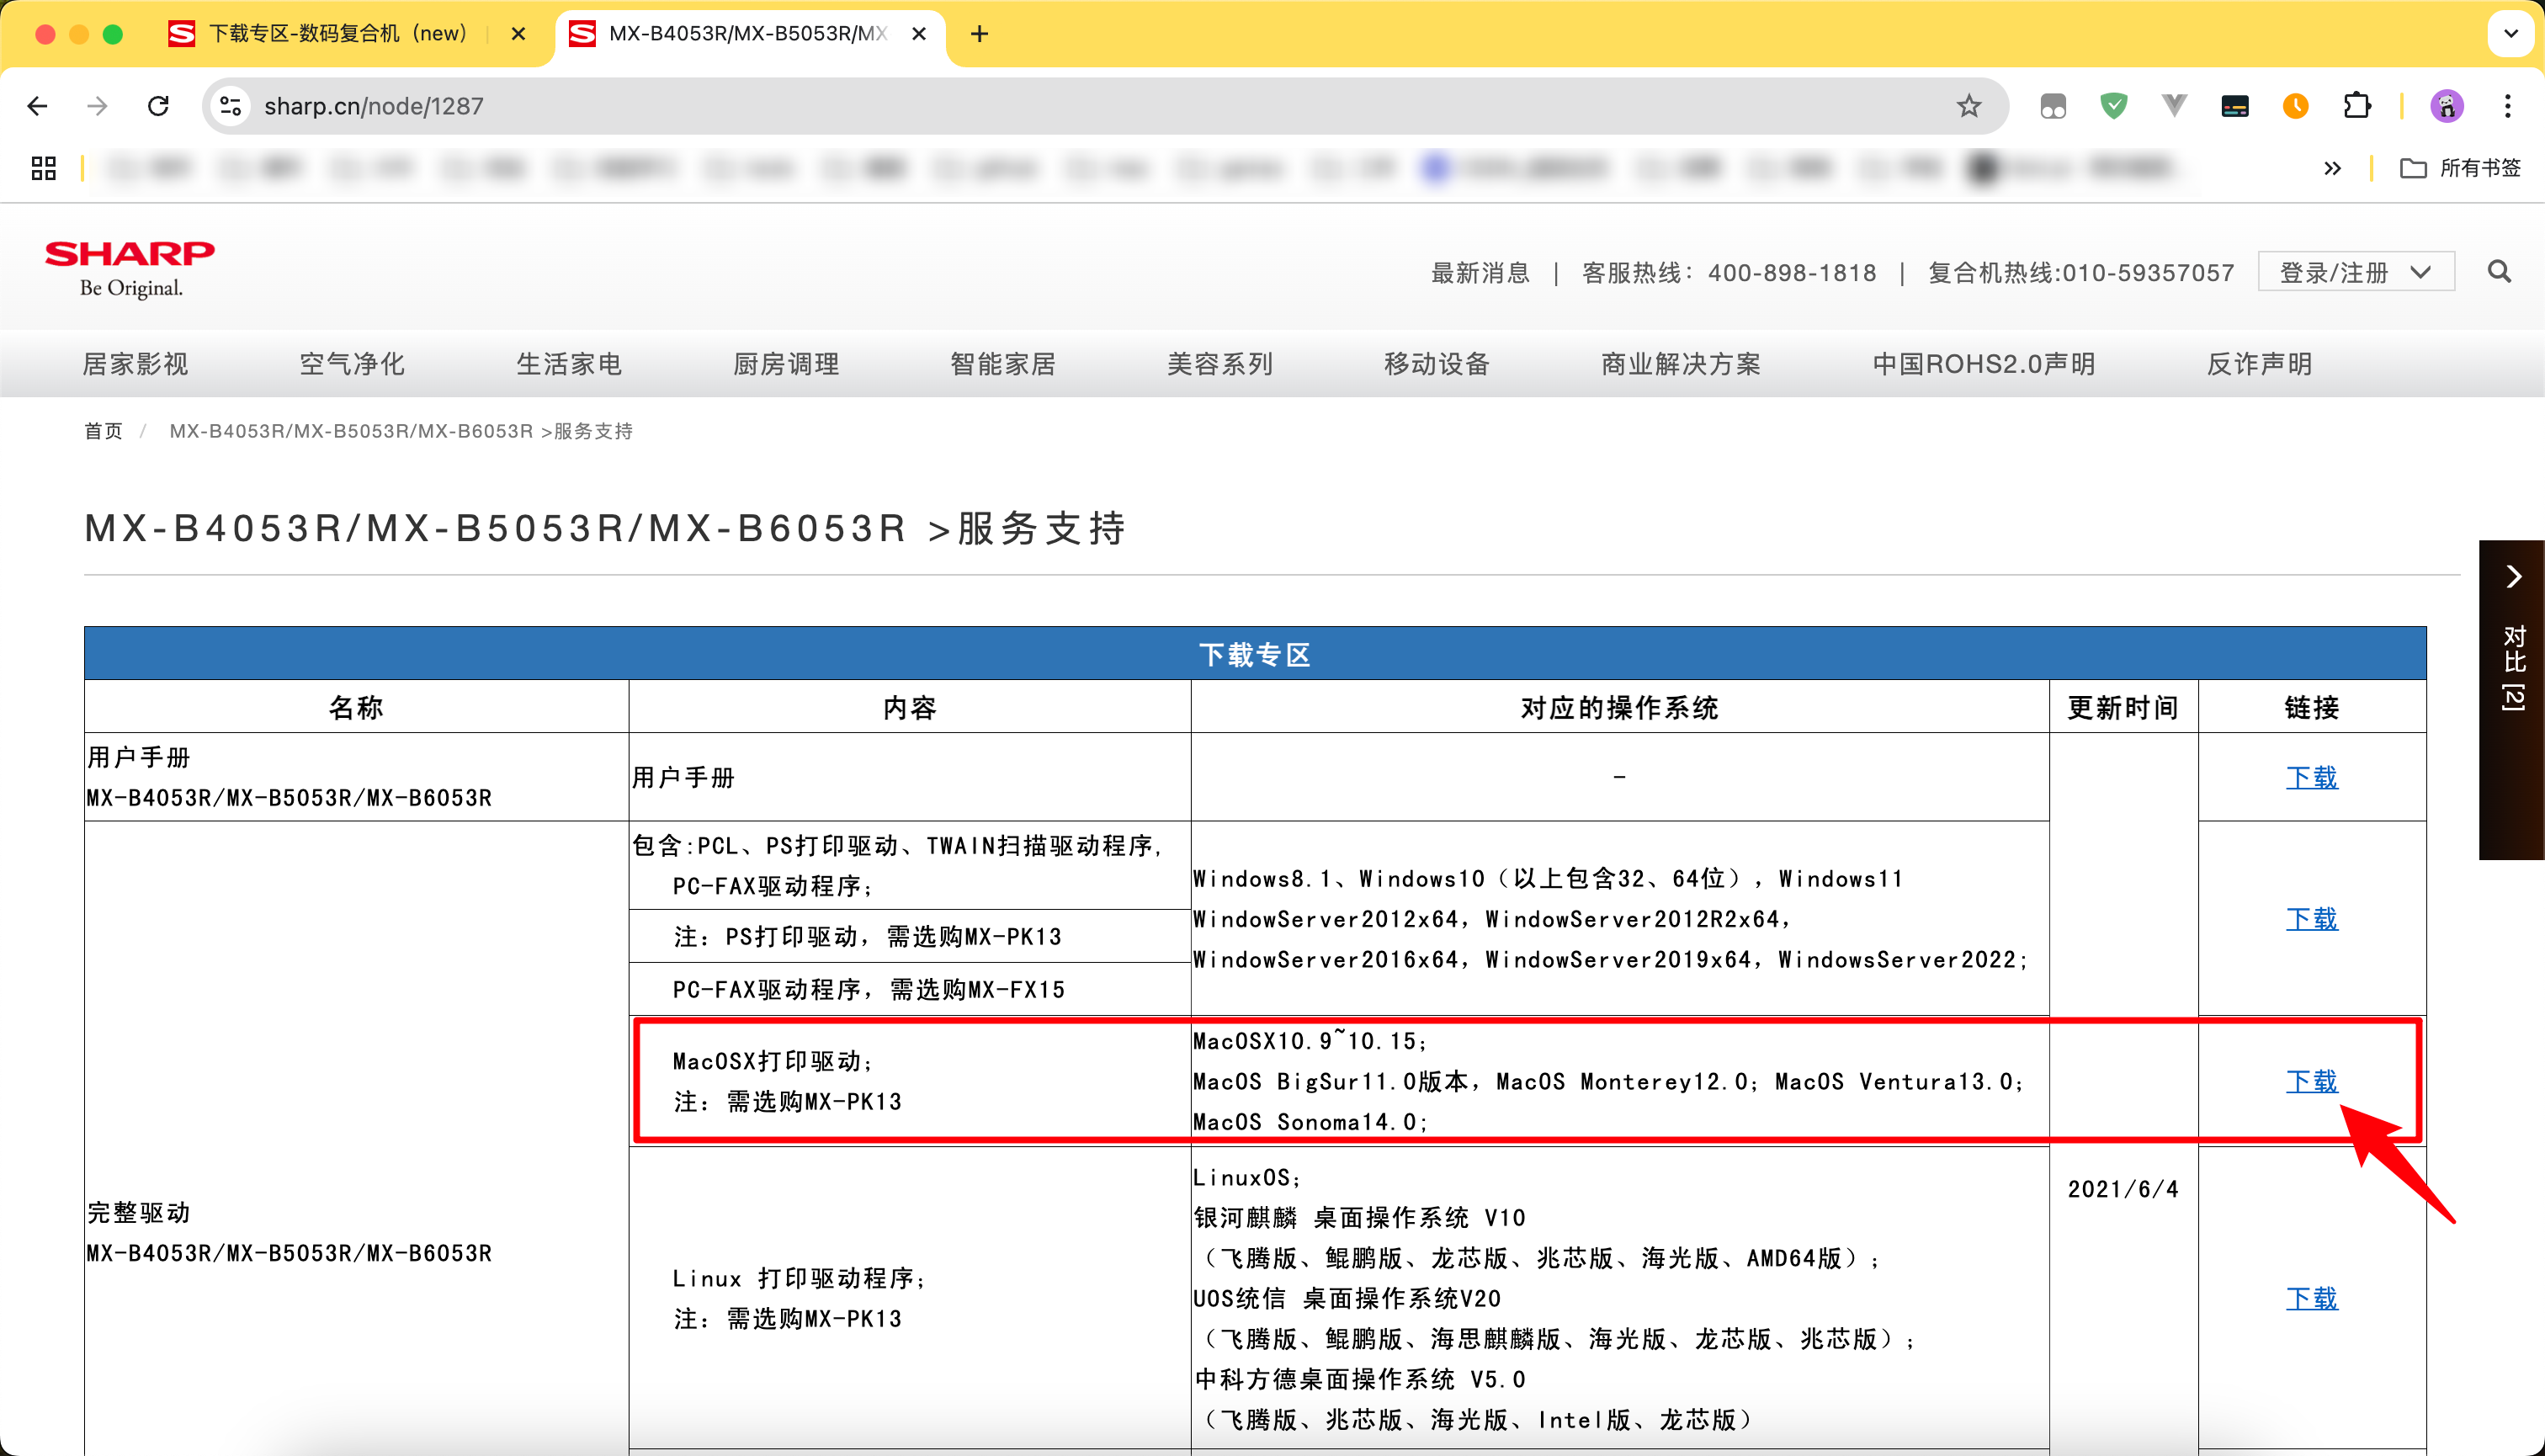 下载专区-数码复合机（new）
MX-B4053R/MX-B5053R/MX
sharp.cn/node/1287
所有书签
SHARP
Be Original.
最新消息 | 客服热线：400-898-1818 | 复合机热线:010-59357057
登录/注册
居家影视 空气净化 生活家电 厨房调理 智能家居 美容系列 移动设备 商业解决方案 中国ROHS2.0声明 反诈声明
首页 / MX-B4053R/MX-B5053R/MX-B6053R >服务支持
MX-B4053R/MX-B5053R/MX-B6053R >服务支持
对比 [2]
下载专区
名称 内容 对应的操作系统 更新时间 链接
用户手册
MX-B4053R/MX-B5053R/MX-B6053R
用户手册
-
下载
包含:PCL、PS打印驱动、TWAIN扫描驱动程序,
PC-FAX驱动程序；
注：PS打印驱动，需选购MX-PK13
PC-FAX驱动程序，需选购MX-FX15
Windows8.1、Windows10（以上包含32、64位），Windows11
WindowServer2012x64，WindowServer2012R2x64，
WindowServer2016x64，WindowServer2019x64，WindowsServer2022；
下载
MacOSX打印驱动；
注：需选购MX-PK13
MacOSX10.9~10.15；
MacOS BigSur11.0版本，MacOS Monterey12.0；MacOS Ventura13.0；
MacOS Sonoma14.0；
下载
完整驱动
MX-B4053R/MX-B5053R/MX-B6053R
Linux 打印驱动程序；
注：需选购MX-PK13
LinuxOS；
银河麒麟 桌面操作系统 V10
（飞腾版、鲲鹏版、龙芯版、兆芯版、海光版、AMD64版）；
UOS统信 桌面操作系统V20
（飞腾版、鲲鹏版、海思麒麟版、海光版、龙芯版、兆芯版）；
中科方德桌面操作系统 V5.0
（飞腾版、兆芯版、海光版、Intel版、龙芯版）
2021/6/4
下载